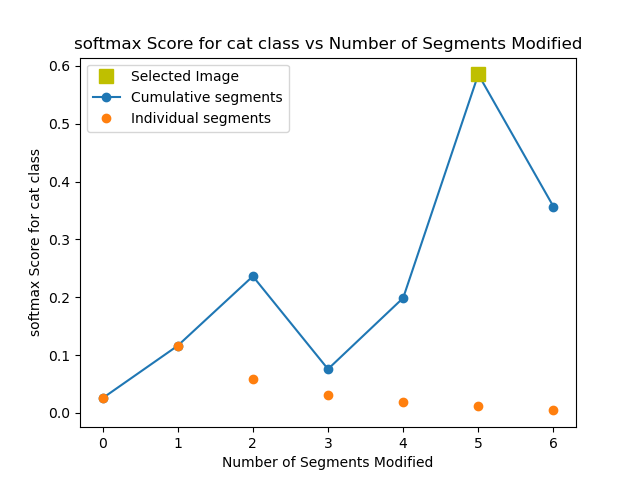 softmax Score for cat class vs Number of Segments Modified
Selected Image
Cumulative segments
Individual segments
softmax Score for cat class
0.6
0.5
0.4
0.3
0.2
0.1
0.0
0 1 2 3 4 5 6
Number of Segments Modified